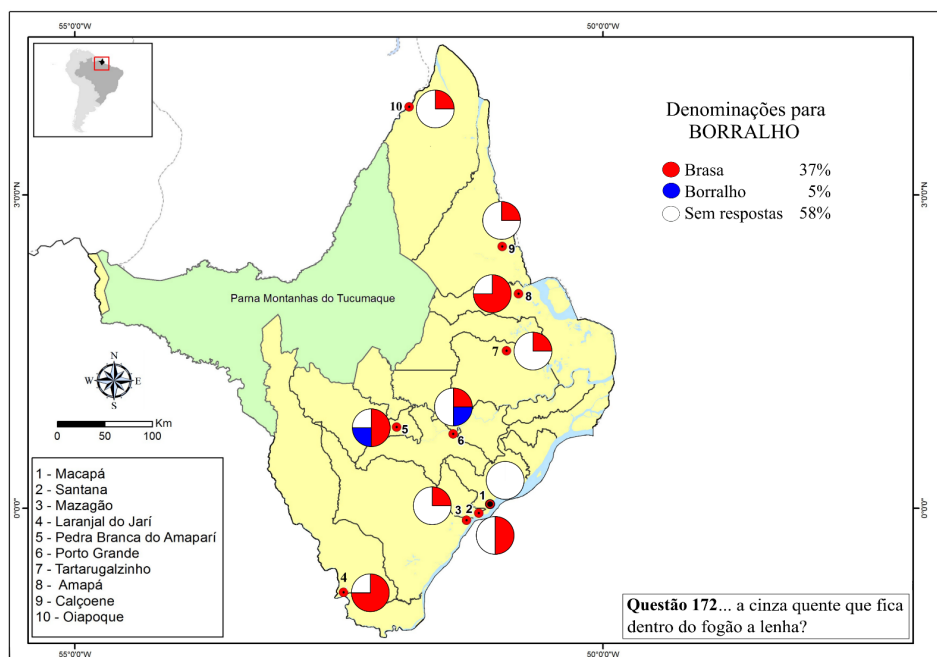 55°0'0"W
50°0'0"W
10
Denominações para
BORRALHO
Brasa 37%
Borralho 5%
Sem respostas 58%
3°0'0"N
3°0'0"N
9
Parna Montanhas do Tucumaque
8
7
N
W E
S
Km
0 50 100
5
6
1
2
3
4
0°0'0"
0°0'0"
1 - Macapá
2 - Santana
3 - Mazagão
4 - Laranjal do Jarí
5 - Pedra Branca do Amaparí
6 - Porto Grande
7 - Tartarugalzinho
8 - Amapá
9 - Calçoene
10 - Oiapoque
Questão 172... a cinza quente que fica
dentro do fogão a lenha?
55°0'0"W
50°0'0"W